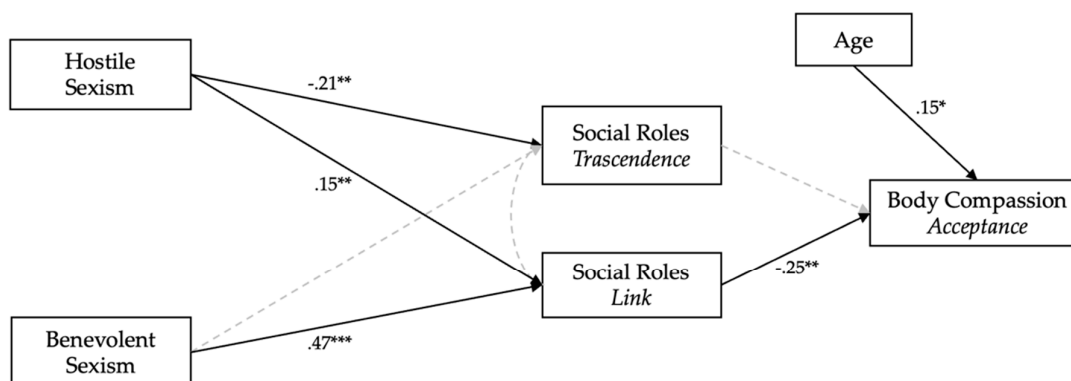 Hostile
Sexism
Age
-.21**
.15*
Social Roles
Trascendence
.15**
Body Compassion
Acceptance
Social Roles
Link
-.25**
Benevolent
Sexism
.47***